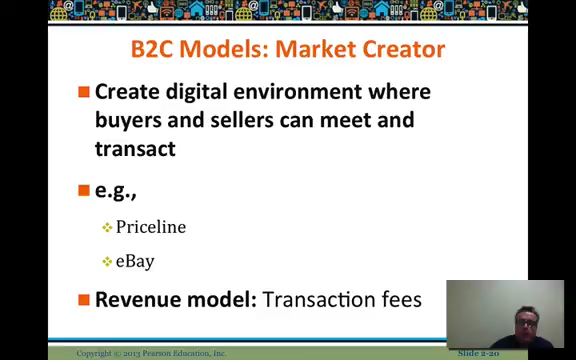 B2C Models: Market Creator
Create digital environment where
buyers and sellers can meet and
transact
e.g.,
Priceline
eBay
Revenue model: Transaction fees
Copyright © 2013 Pearson Education, Inc.
Slide 2-20